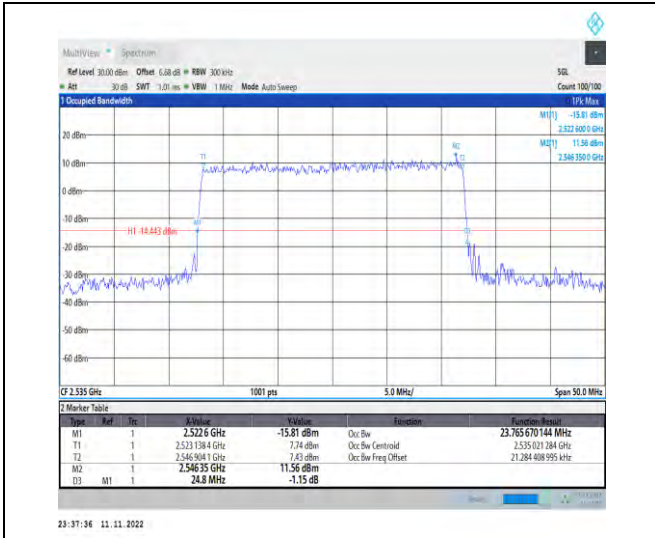 MultiView Spectrum
Ref Level 30.00 dBm Offset 6.68 dB RBW 300 kHz SGL
Att 30 dB SWT 1.01 ms VBW 1 MHz Mode Auto Sweep Count 100/100
1 Occupied Bandwidth 1Pk Max
M1[1] -15.81 dBm
2.522 600 0 GHz
M2[1] 11.56 dBm
2.546 350 0 GHz
20 dBm
M2
T1 T2
10 dBm
0 dBm
-10 dBm
M1
H1 -14.443 dBm
D3
-30 dBm
-40 dBm
-50 dBm
-60 dBm
CF 2.535 GHz 1001 pts 5.0 MHz/ Span 50.0 MHz
2 Marker Table
Type Ref Trc X-Value Y-Value Function Function Result
M1 1 2.5226 GHz -15.81 dBm Occ Bw 23.765 670 144 MHz
T1 1 2.523 138 4 GHz 7.74 dBm Occ Bw Centroid 2.535 021 284 GHz
T2 1 2.546 904 1 GHz 7.43 dBm Occ Bw Freq Offset 21.284 408 995 kHz
M2 1 2.546 35 GHz 11.56 dBm
D3 M1 1 24.8 MHz -1.15 dB
23:37:36 11.11.2022